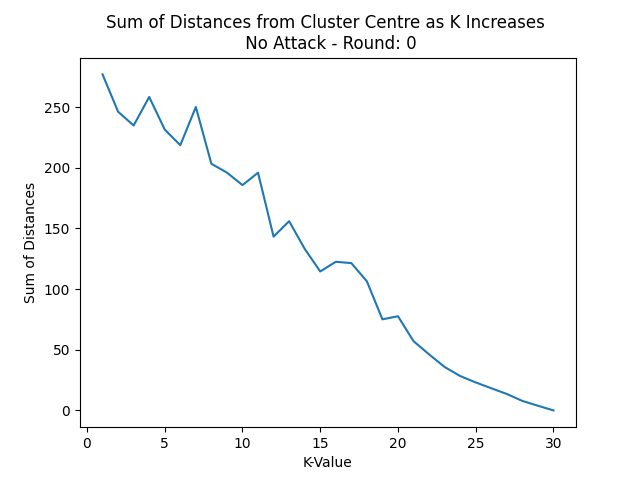 Sum of Distances from Cluster Centre as K Increases
No Attack - Round: 0
250
200
150
100
50
0
Sum of Distances
0 5 10 15 20 25 30
K-Value